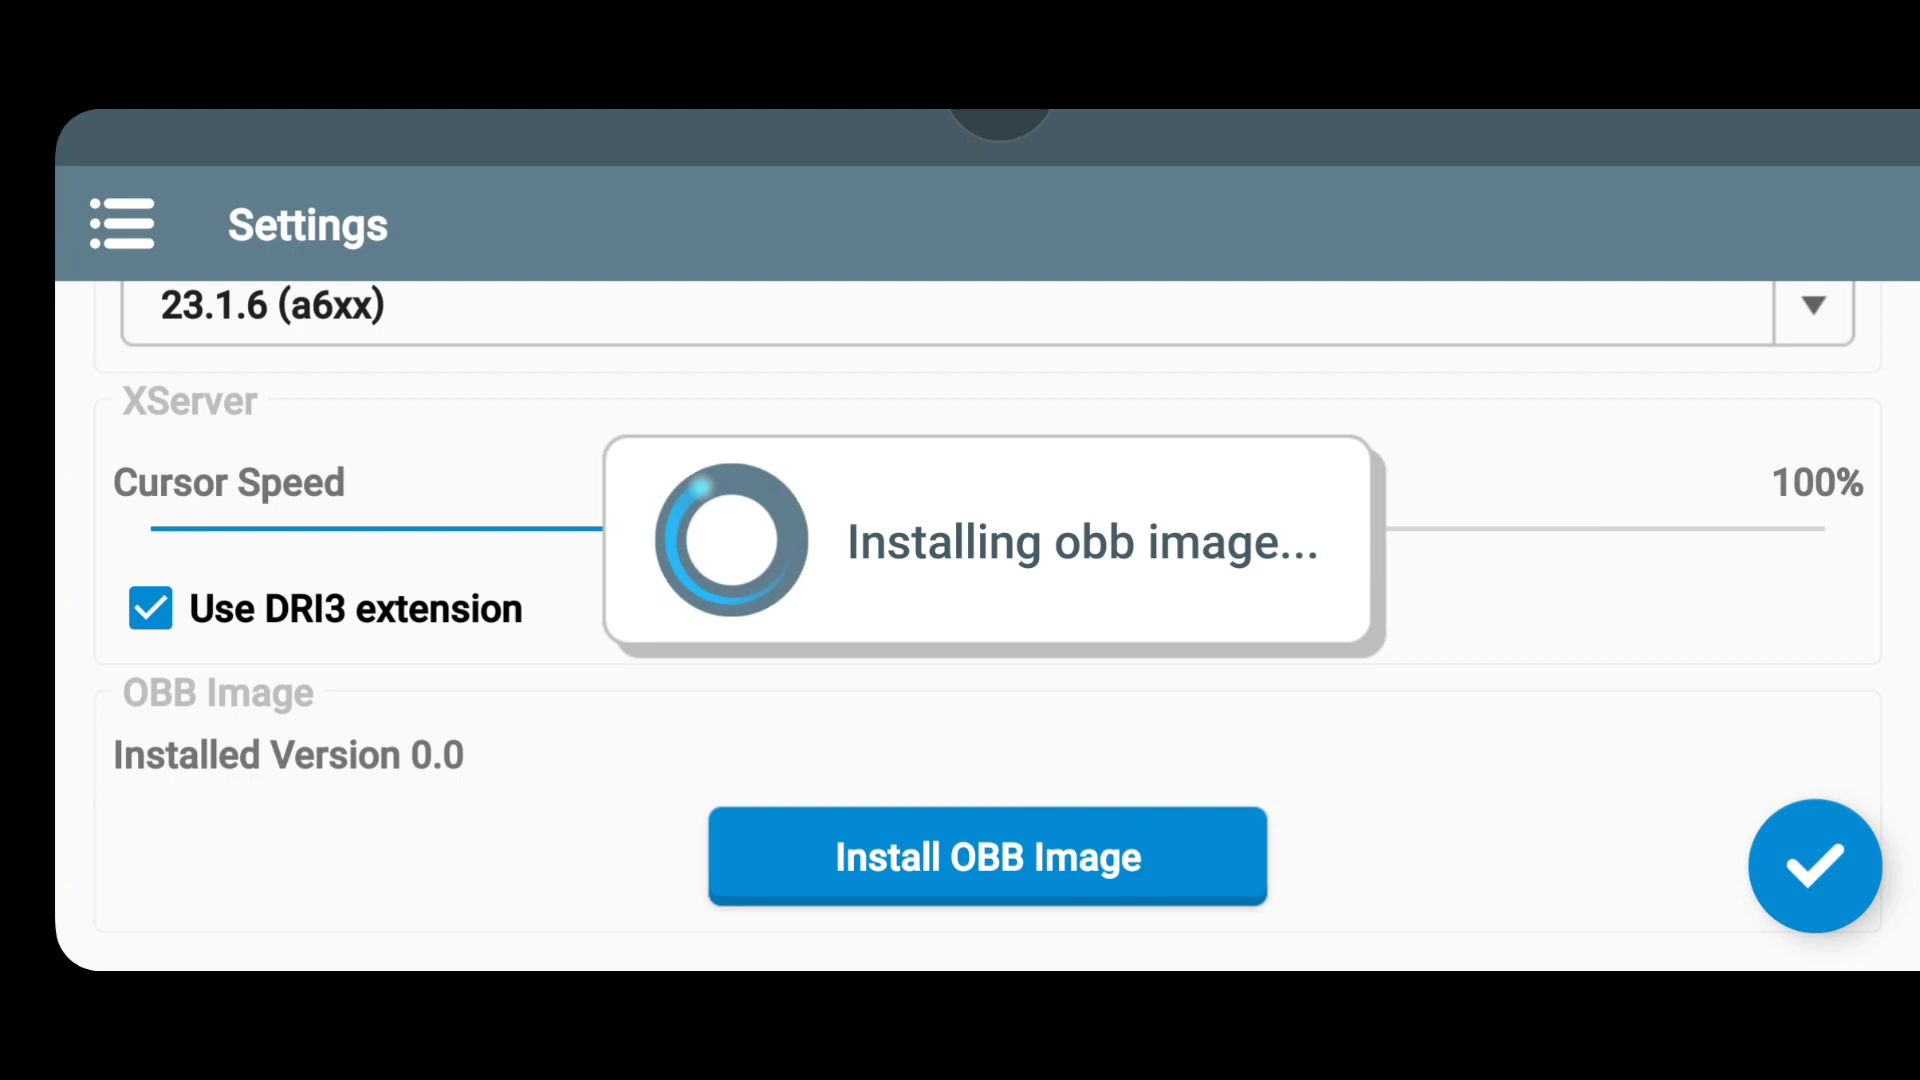 Settings
23.1.6 (a6xx)
XServer
Cursor Speed
100%
Installing obb image...
Use DRI3 extension
OBB Image
Installed Version 0.0
Install OBB Image